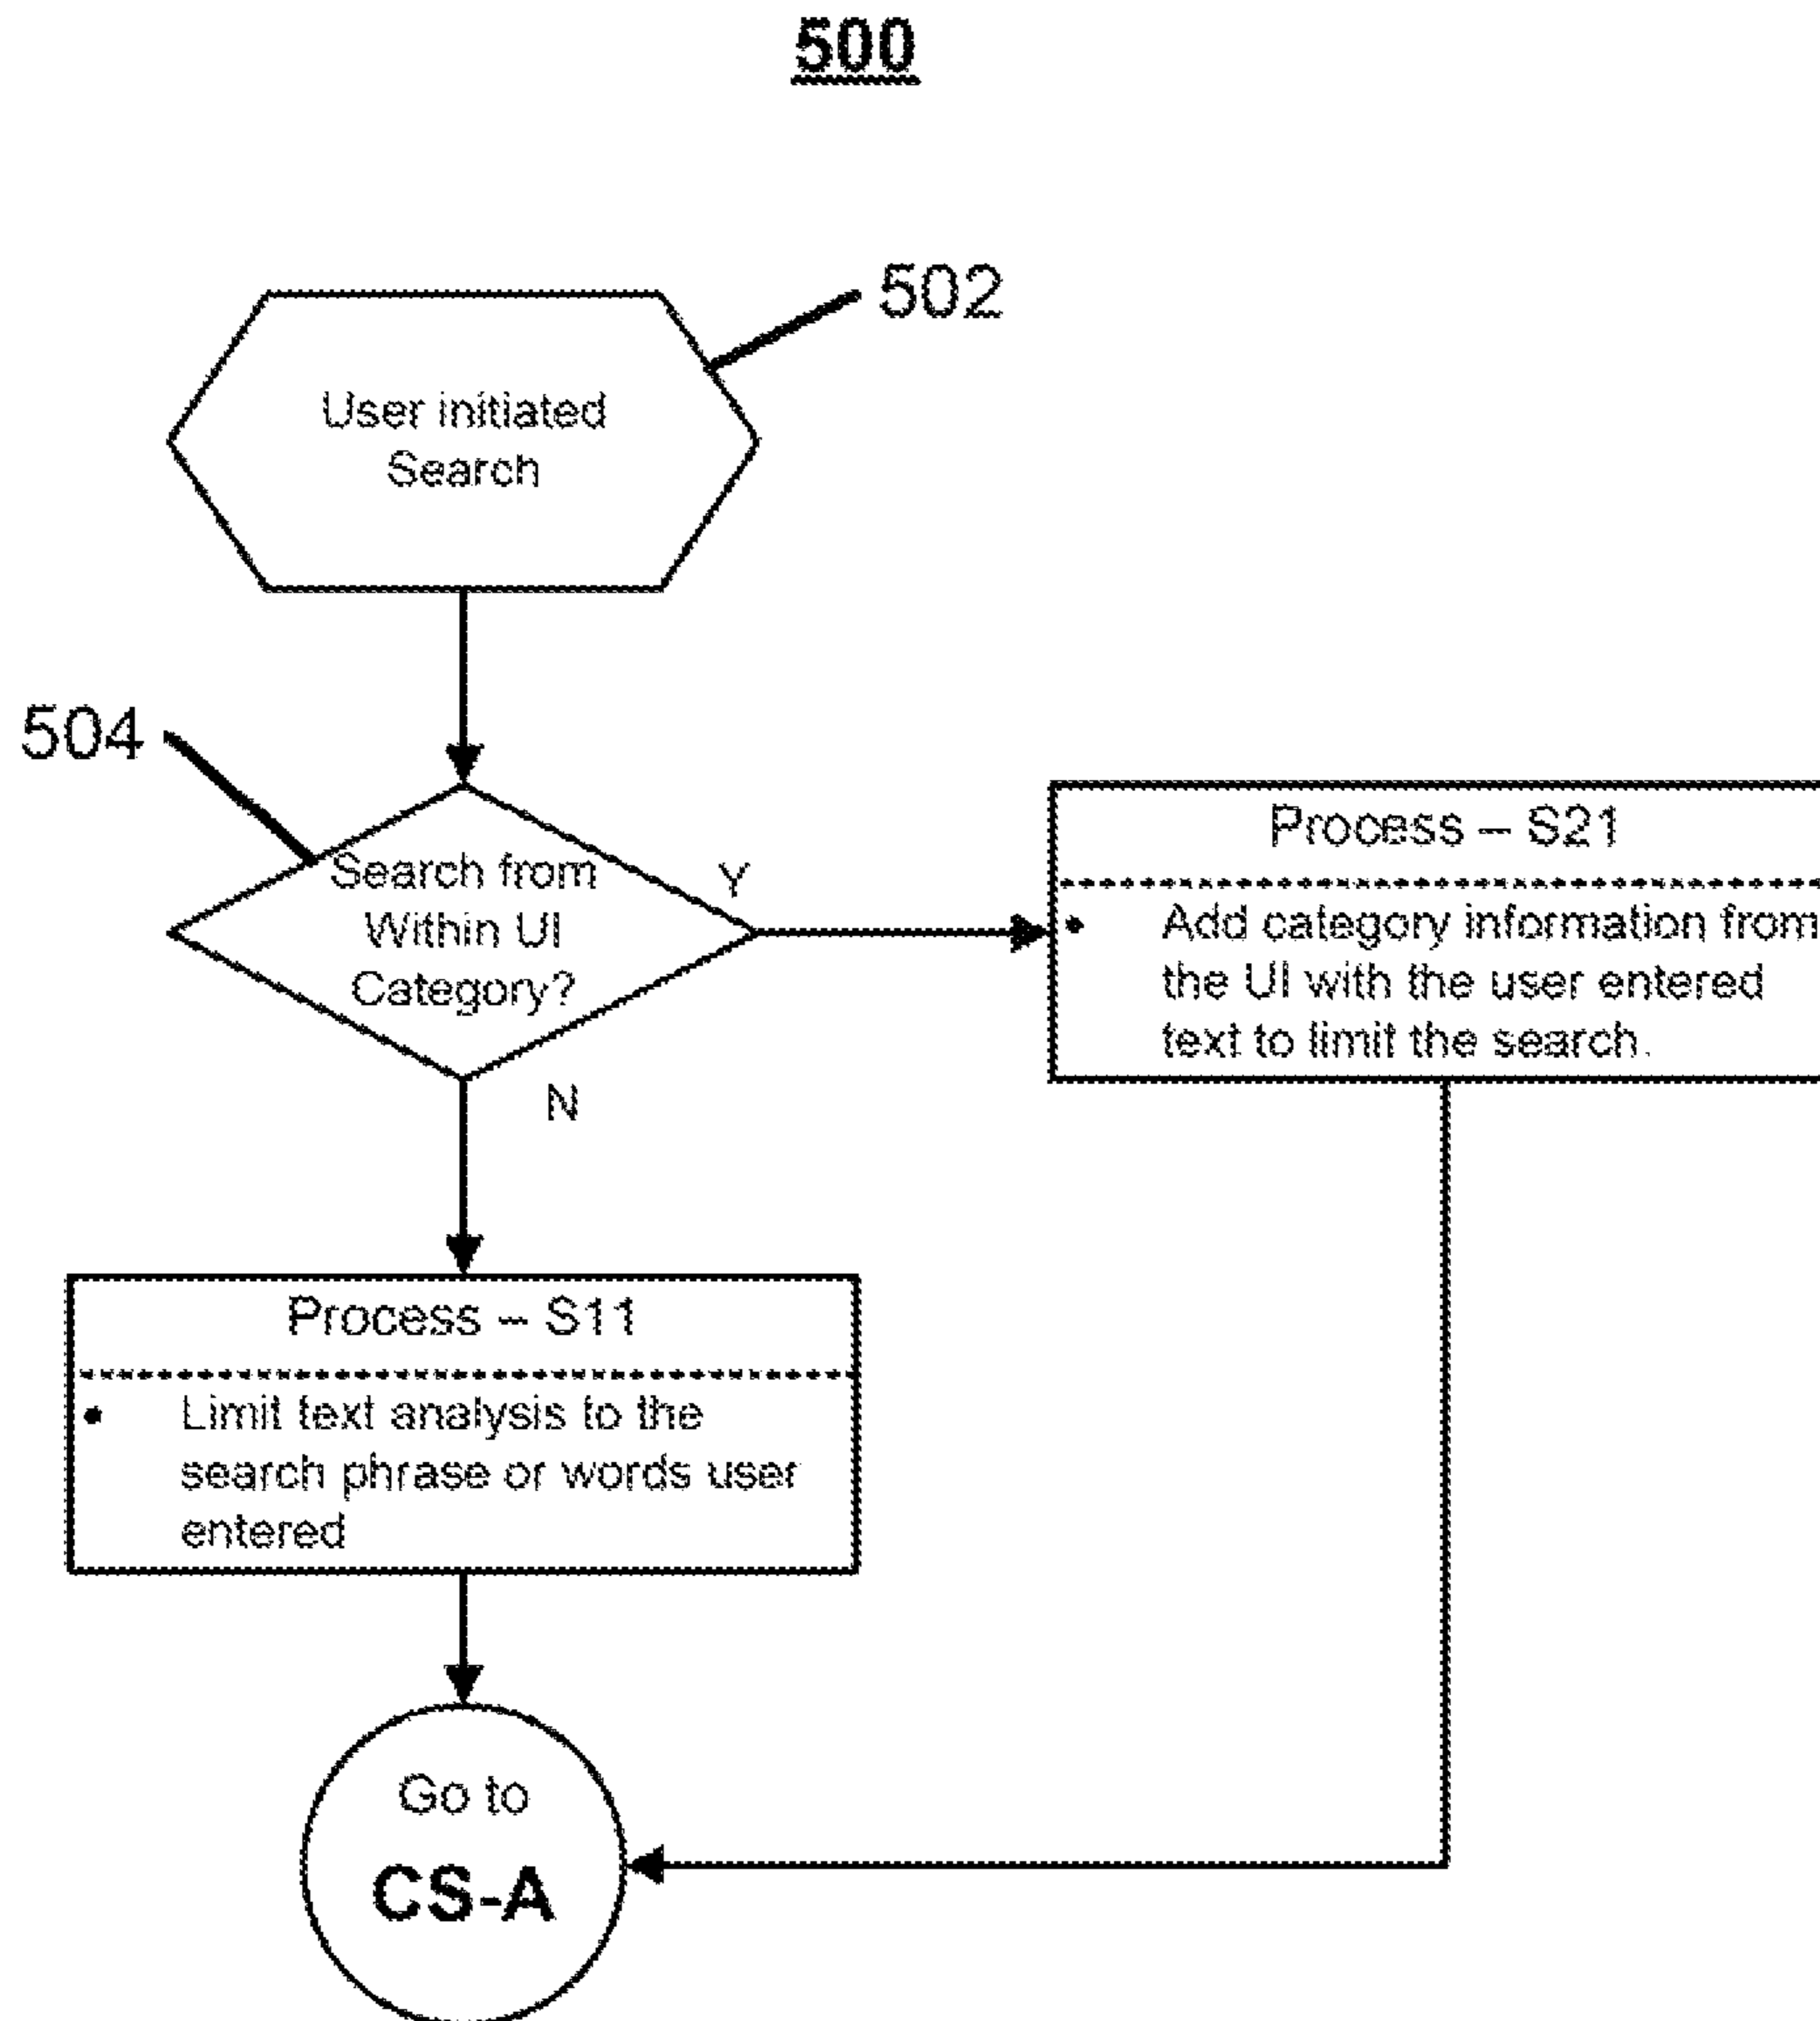 500
502
User initiated
Search
504
Search from
Within UI
Category?
Y
N
Process – S21
• Add category information from
the UI with the user entered
text to limit the search.
Process – S11
• Limit text analysis to the
search phrase or words user
entered
Go to
CS-A